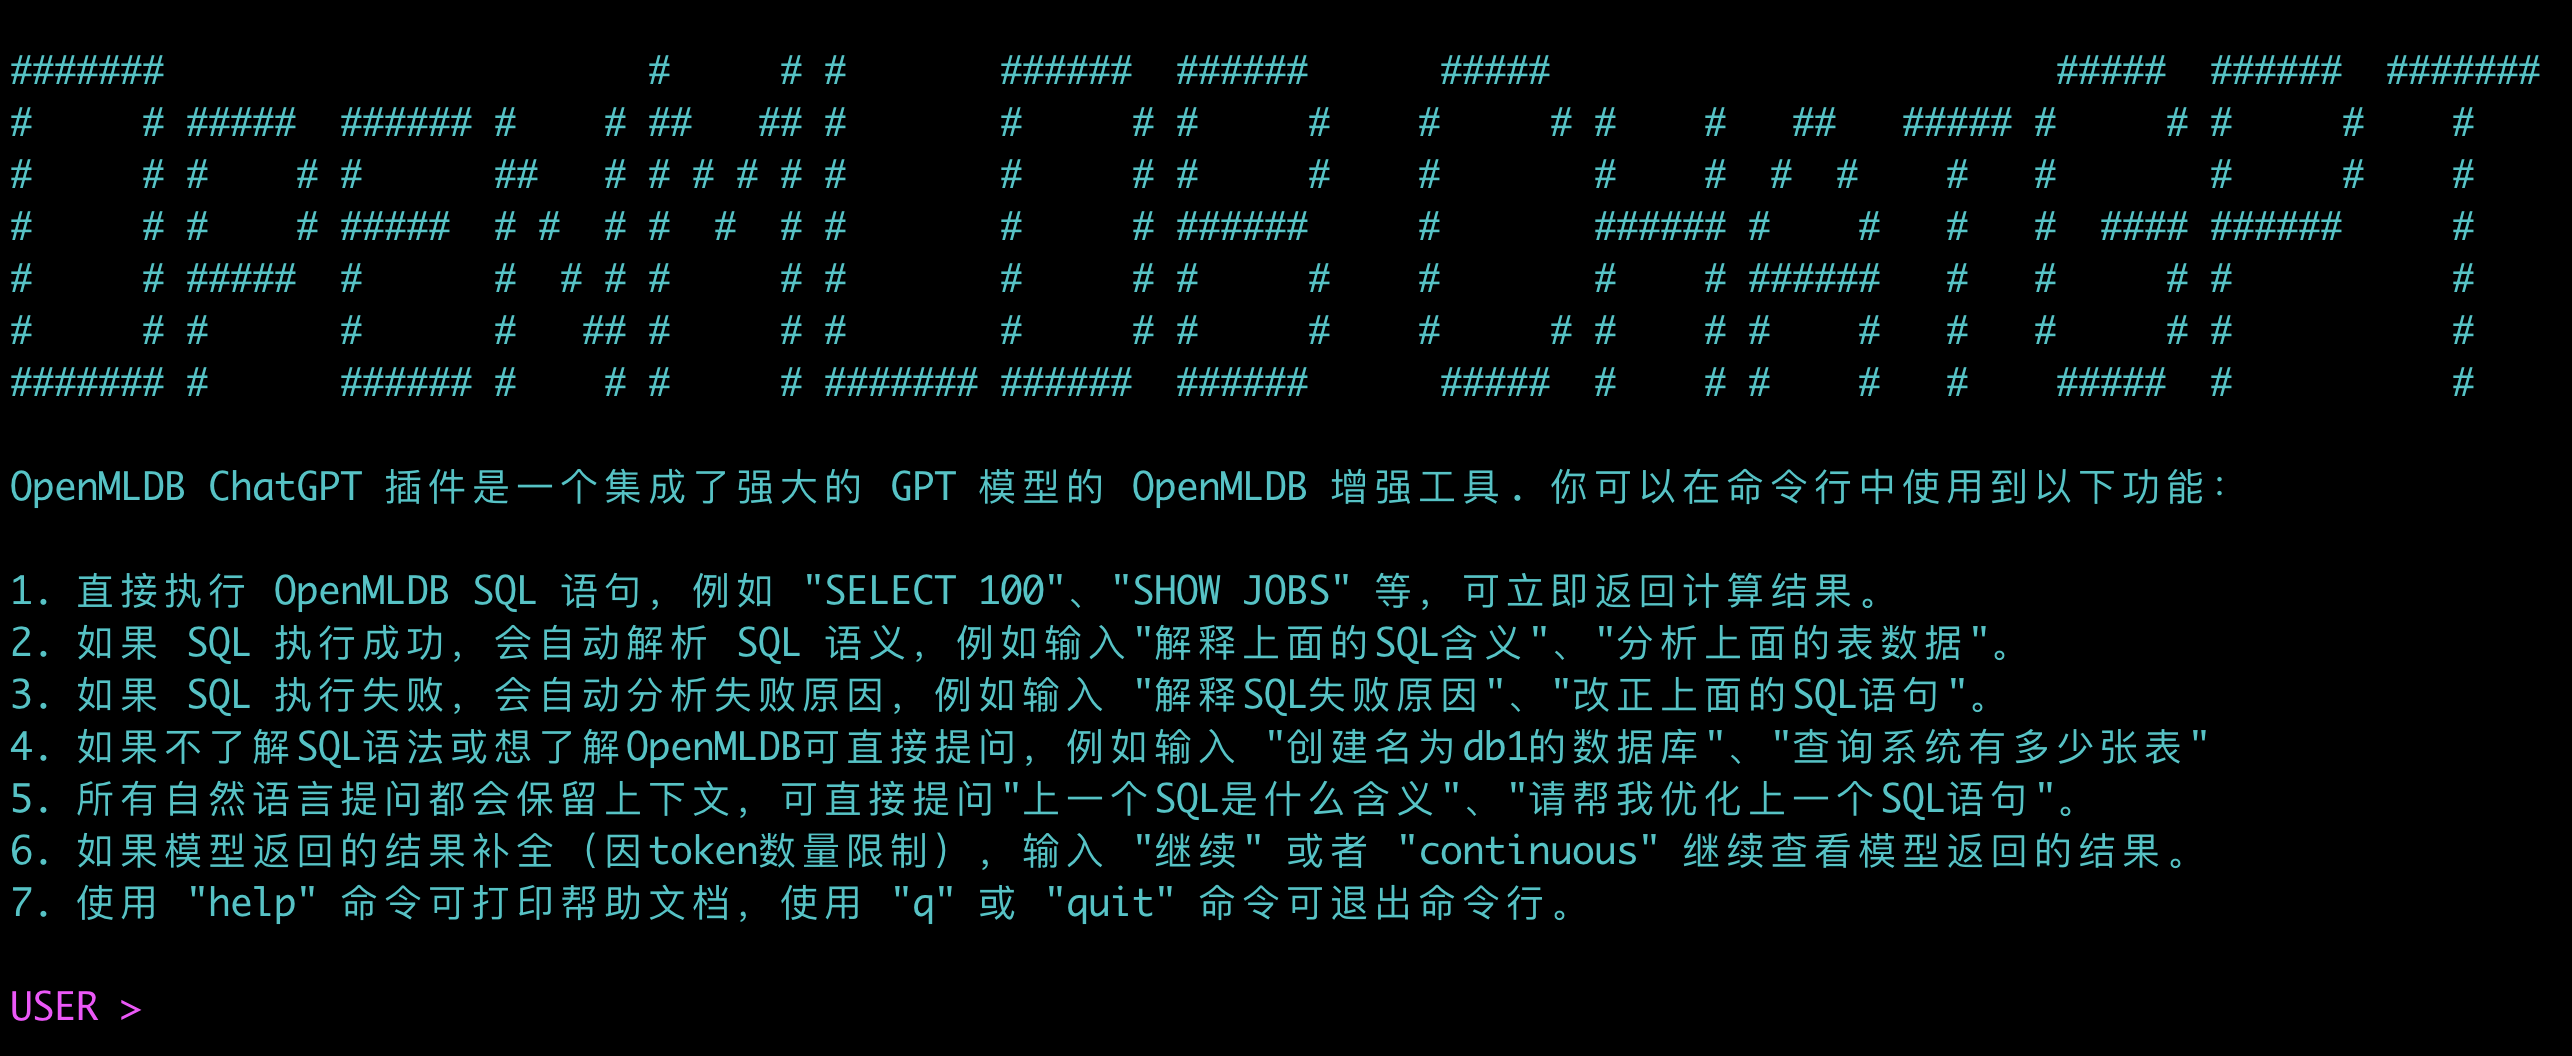 OpenMLDB ChatGPT
OpenMLDB ChatGPT 插件是一个集成了强大的 GPT 模型的 OpenMLDB 增强工具. 你可以在命令行中使用到以下功能:
1. 直接执行 OpenMLDB SQL 语句, 例如 "SELECT 100"、"SHOW JOBS" 等, 可立即返回计算结果。
2. 如果 SQL 执行成功, 会自动解析 SQL 语义, 例如输入"解释上面的SQL含义"、"分析上面的表数据"。
3. 如果 SQL 执行失败, 会自动分析失败原因, 例如输入 "解释SQL失败原因"、"改正上面的SQL语句"。
4. 如果不了解SQL语法或想了解OpenMLDB可直接提问, 例如输入 "创建名为db1的数据库"、"查询系统有多少张表"
5. 所有自然语言提问都会保留上下文, 可直接提问"上一个SQL是什么含义"、"请帮我优化上一个SQL语句"。
6. 如果模型返回的结果补全（因token数量限制）, 输入 "继续" 或者 "continuous" 继续查看模型返回的结果。
7. 使用 "help" 命令可打印帮助文档, 使用 "q" 或 "quit" 命令可退出命令行。
USER >